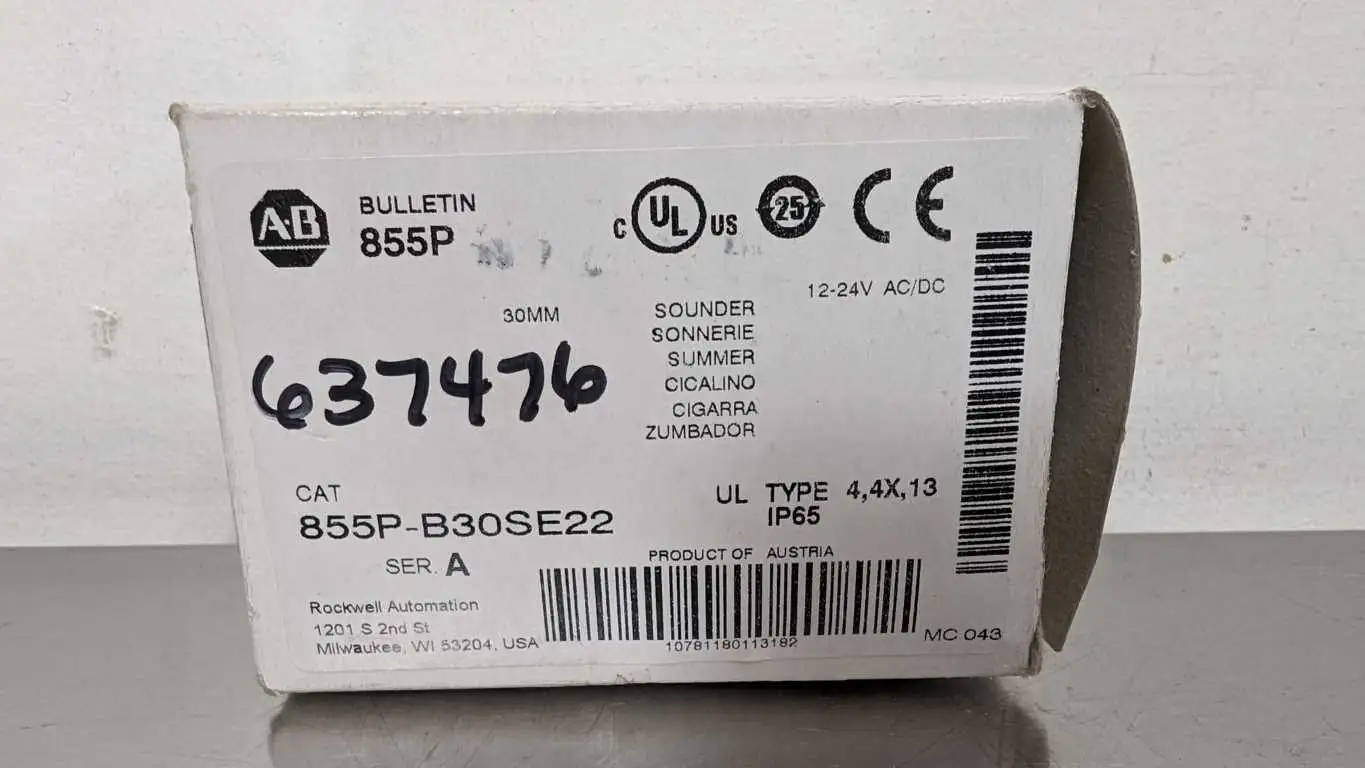 A·B
BULLETIN
855P
C UL US
25
CE
12-24V AC/DC
30MM
SOUNDER
SONNERIE
SUMMER
CICALINO
CIGARRA
ZUMBADOR
637476
CAT
855P-B30SE22
SER. A
UL TYPE 4,4X,13
IP65
PRODUCT OF AUSTRIA
Rockwell Automation
1201 S.2nd St
Milwaukee, WI 53204, USA
10781180113182
MC 043